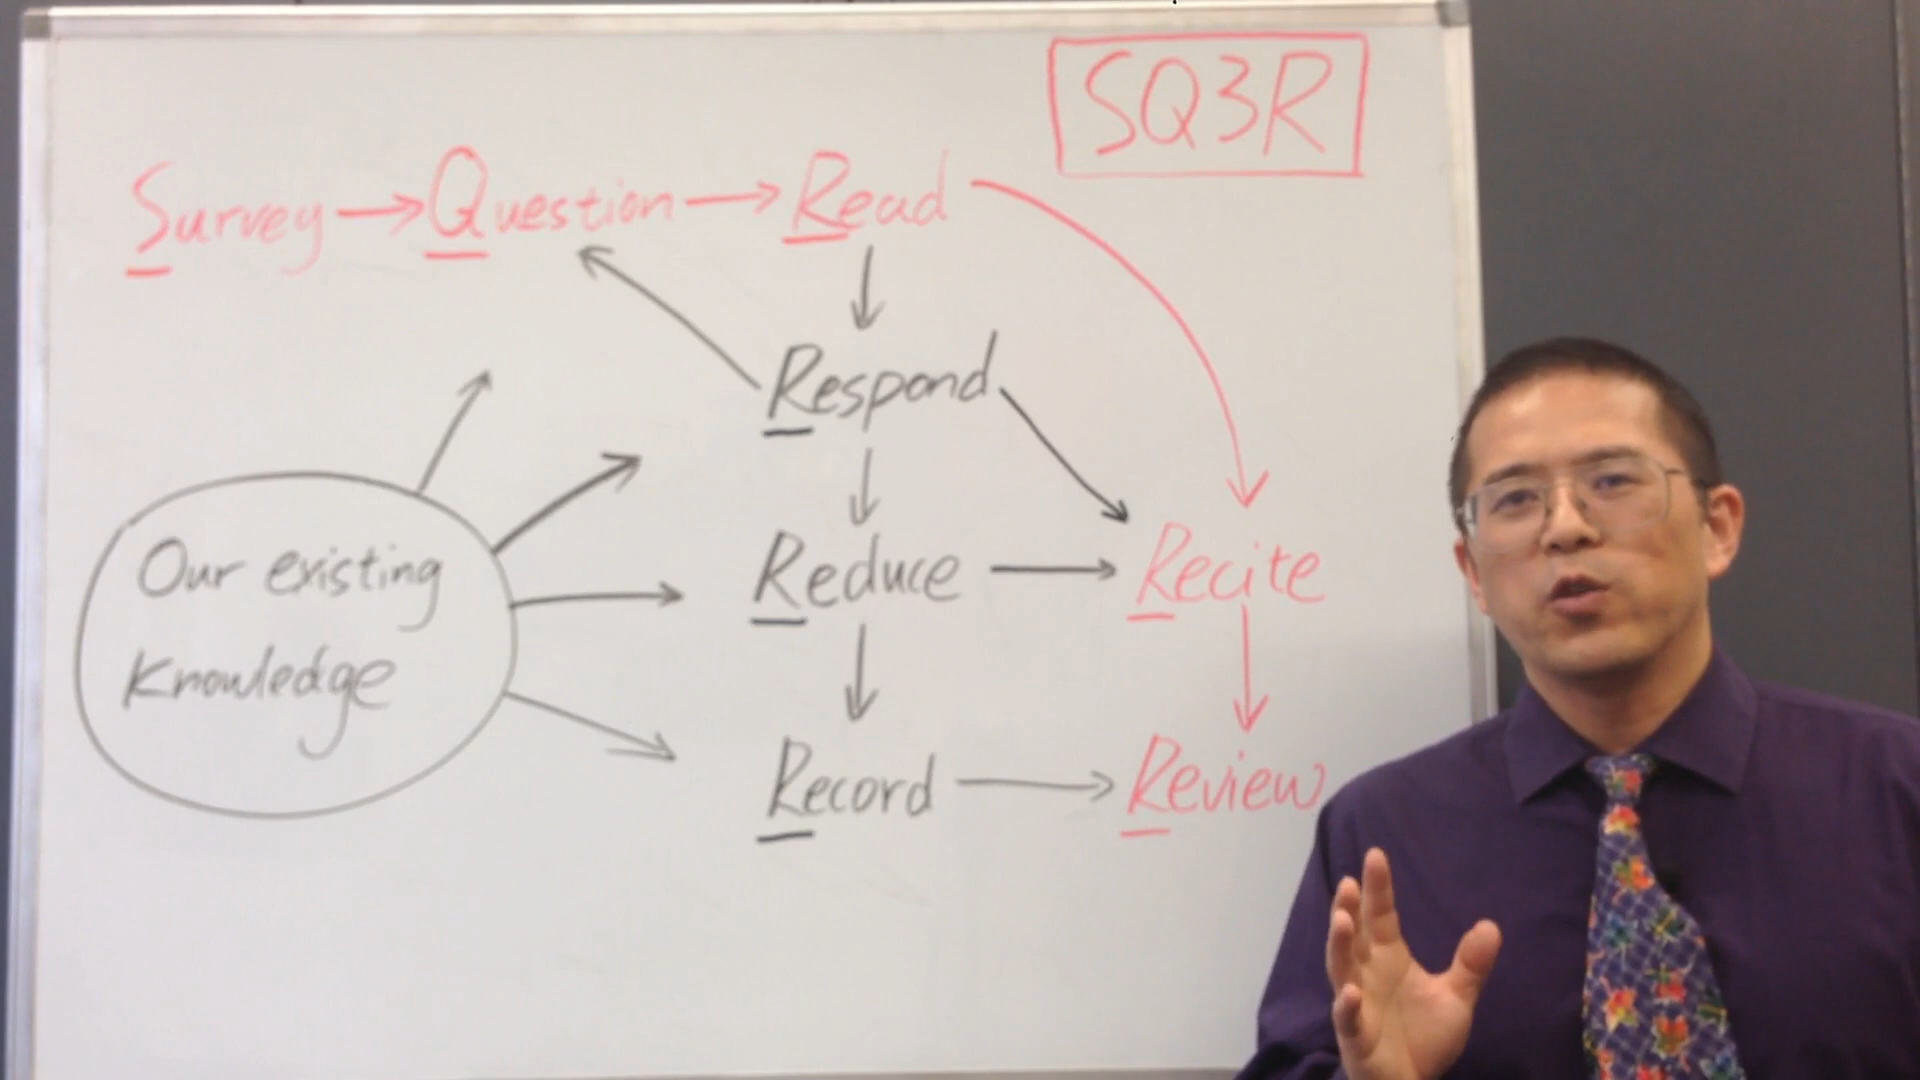 SQ3R
Survey → Question → Read
Respond
Our existing
Knowledge
Reduce → Recite
Record → Review